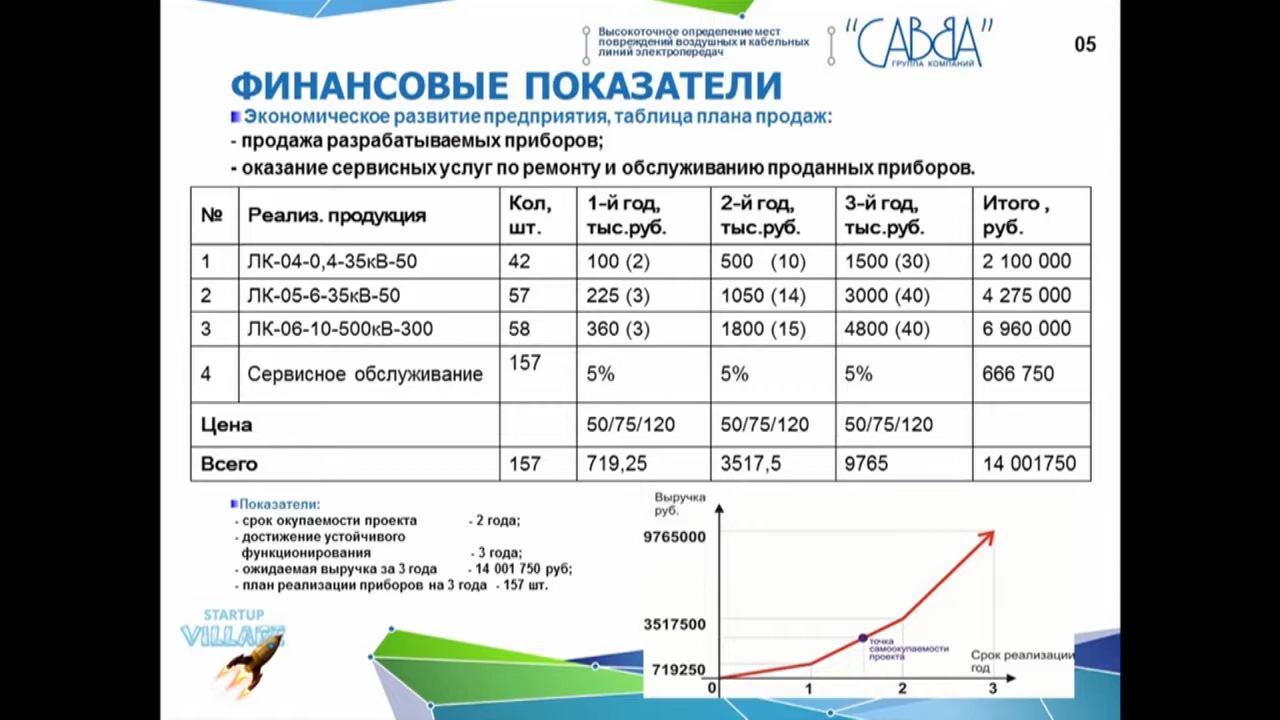 Высокоточное определение мест
повреждений воздушных и кабельных
линий электропередач
“САВВА”
ГРУППА КОМПАНИЙ
05
ФИНАНСОВЫЕ ПОКАЗАТЕЛИ
Экономическое развитие предприятия, таблица плана продаж:
- продажа разрабатываемых приборов;
- оказание сервисных услуг по ремонту и обслуживанию проданных приборов.
№ Реализ. продукция Кол, шт. 1-й год, тыс.руб. 2-й год, тыс.руб. 3-й год, тыс.руб. Итого , руб.
1 ЛК-04-0,4-35кВ-50 42 100 (2) 500 (10) 1500 (30) 2 100 000
2 ЛК-05-6-35кВ-50 57 225 (3) 1050 (14) 3000 (40) 4 275 000
3 ЛК-06-10-500кВ-300 58 360 (3) 1800 (15) 4800 (40) 6 960 000
4 Сервисное обслуживание 157 5% 5% 5% 666 750
Цена 50/75/120 50/75/120 50/75/120
Всего 157 719,25 3517,5 9765 14 001750
Показатели:
- срок окупаемости проекта - 2 года;
- достижение устойчивого
функционирования - 3 года;
- ожидаемая выручка за 3 года - 14 001 750 руб;
- план реализации приборов на 3 года - 157 шт.
STARTUP
VILLAGE
Выручка
руб.
9765000
3517500
719250
точка
самоокупаемости
проекта
Срок реализации
год
0 1 2 3